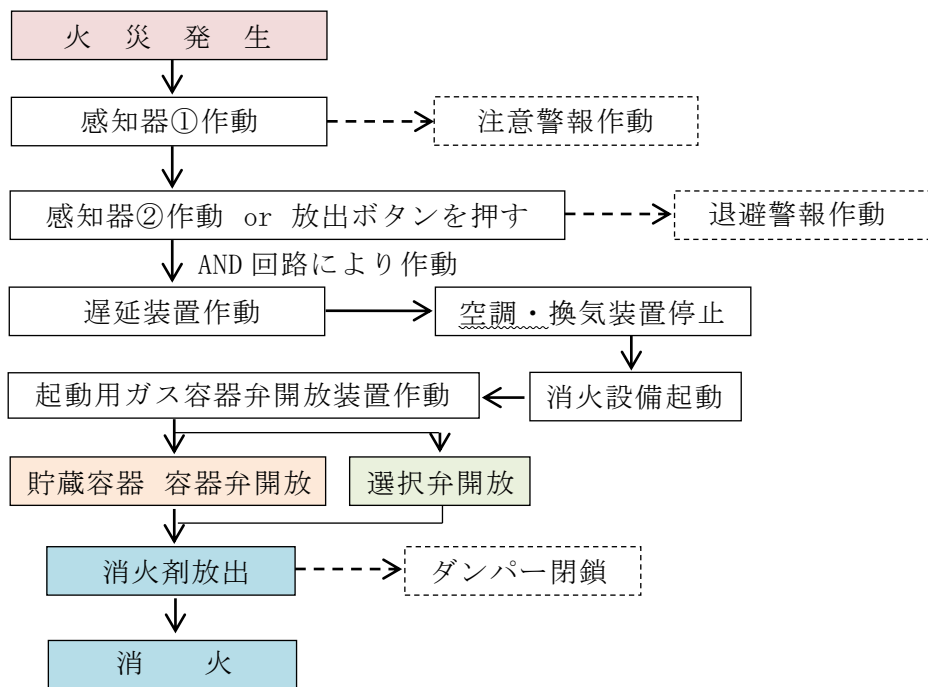 火 災 発 生
感知器①作動
注意警報作動
感知器②作動 or 放出ボタンを押す
退避警報作動
AND回路により作動
遅延装置作動
空調・換気装置停止
起動用ガス容器弁開放装置作動
消火設備起動
貯蔵容器 容器弁開放
選択弁開放
消火剤放出
ダンパー閉鎖
消 火